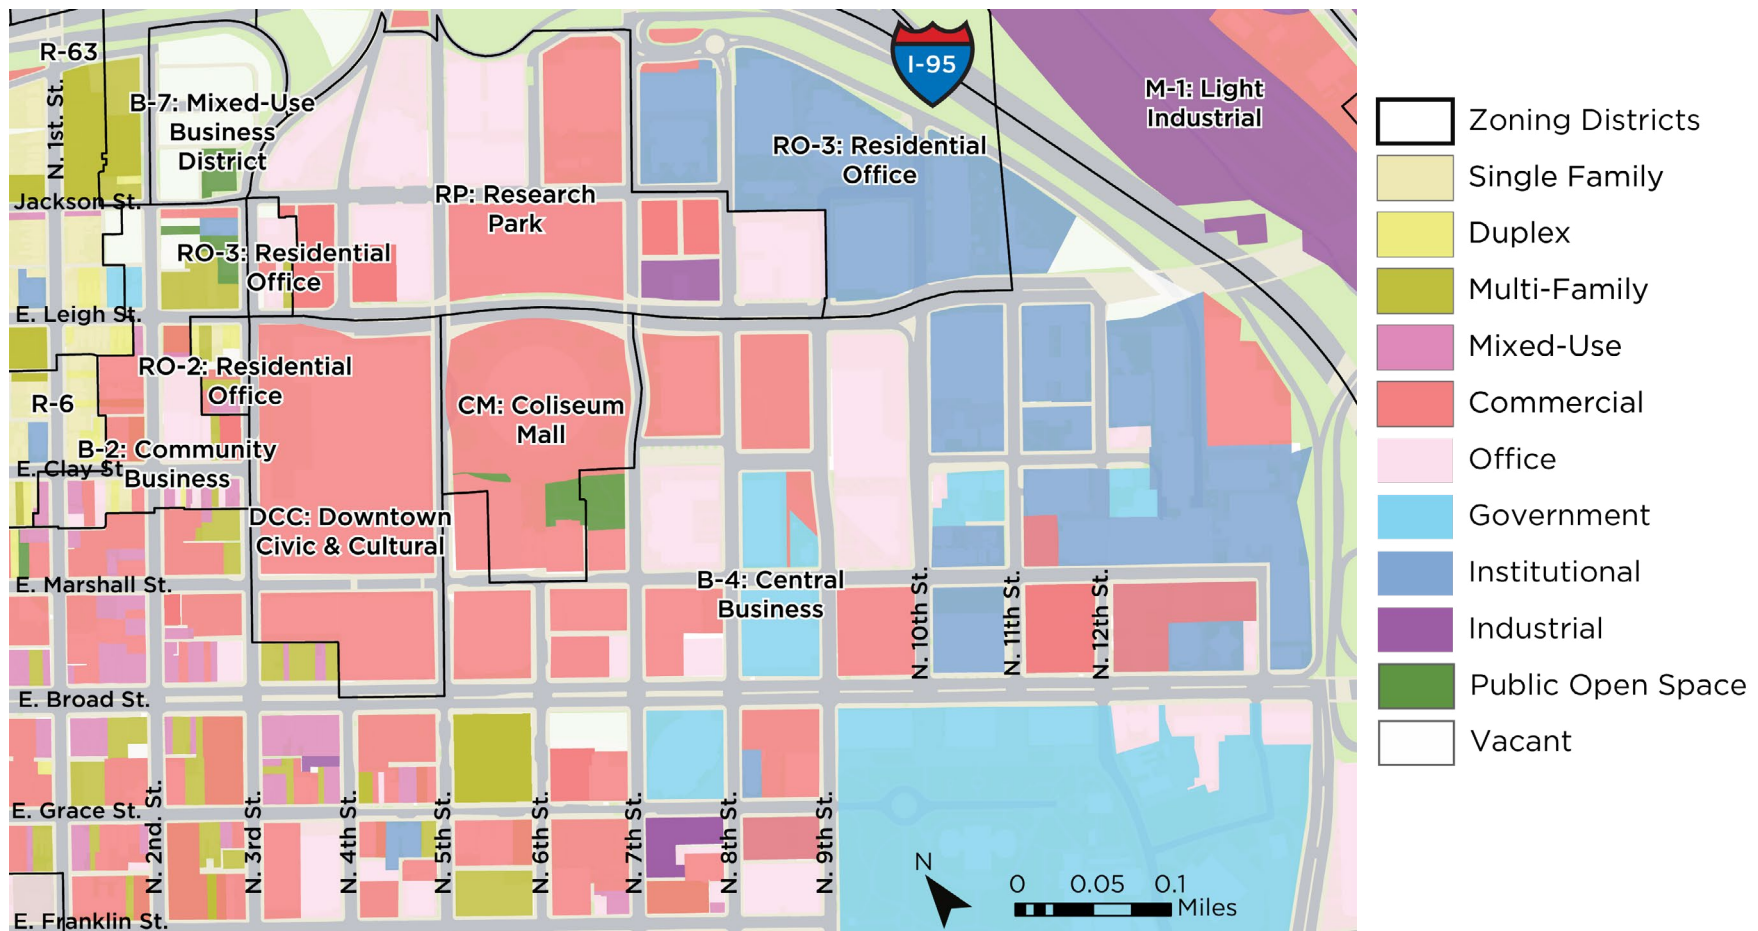 R-63
N. 1st. St.
B-7: Mixed-Use
Business
District
I-95
M-1: Light
Industrial
RO-3: Residential
Office
Jackson St.
RP: Research
Park
RO-3: Residential
Office
E. Leigh St.
RO-2: Residential
Office
R-6
CM: Coliseum
Mall
B-2: Community
Business
E. Clay St
DCC: Downtown
Civic & Cultural
E. Marshall St.
B-4: Central
Business
N. 10th St.
N. 11th St.
N. 12th St.
E. Broad St.
E. Grace St.
N. 2nd. St.
N. 3rd St.
N. 4th St.
N. 5th St.
N. 6th St.
N. 7th St.
N. 8th St.
N. 9th St.
E. Franklin St.
N
0 0.05 0.1
Miles
Zoning Districts
Single Family
Duplex
Multi-Family
Mixed-Use
Commercial
Office
Government
Institutional
Industrial
Public Open Space
Vacant